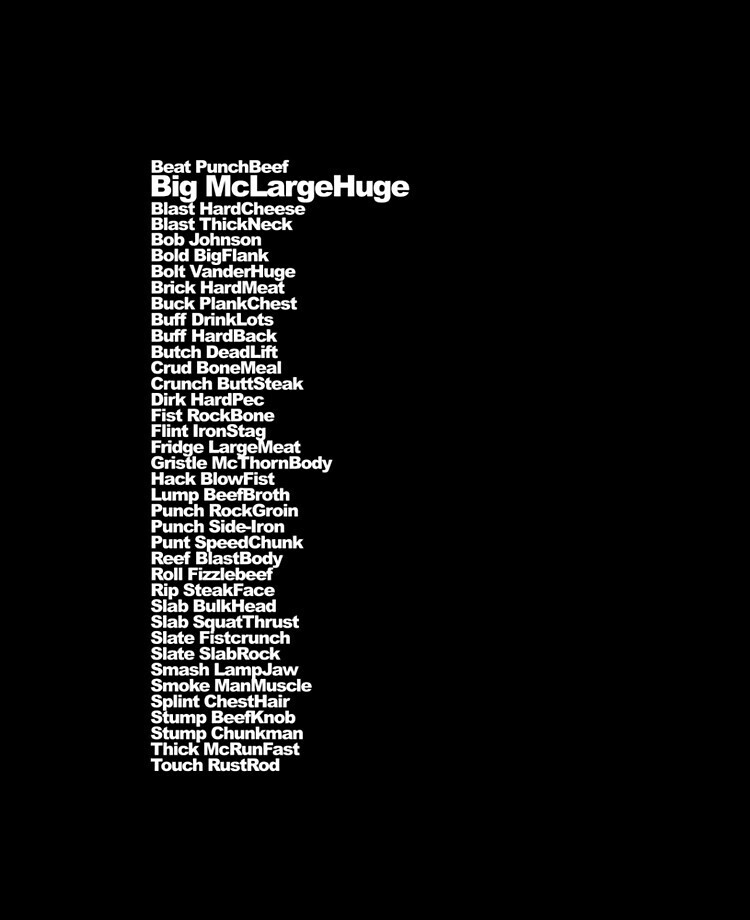 Beat PunchBeef
Big McLargeHuge
Blast HardCheese
Blast ThickNeck
Bob Johnson
Bold BigFlank
Bolt VanderHuge
Brick HardMeat
Buck PlankChest
Buff DrinkLots
Buff HardBack
Butch DeadLift
Crud BoneMeal
Crunch ButtSteak
Dirk HardPec
Fist RockBone
Flint IronStag
Fridge LargeMeat
Gristle McThornBody
Hack BlowFist
Lump BeefBroth
Punch RockGroin
Punch Side-Iron
Punt SpeedChunk
Reef BlastBody
Roll Fizzlebeef
Rip SteakFace
Slab BulkHead
Slab SquatThrust
Slate Fistcrunch
Slate SlabRock
Smash LampJaw
Smoke ManMuscle
Splint ChestHair
Stump BeefKnob
Stump Chunkman
Thick McRunFast
Touch RustRod